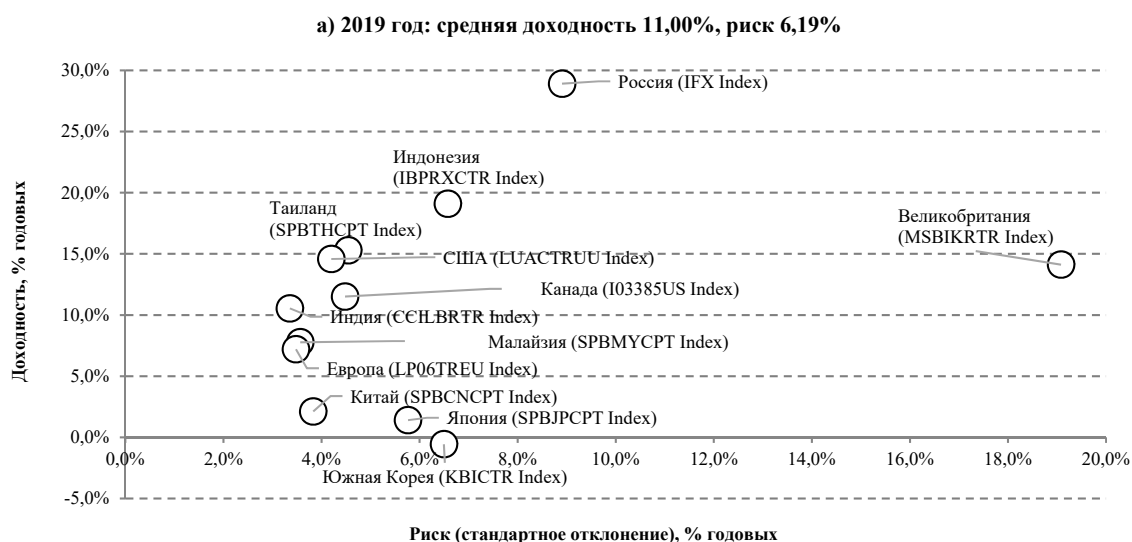 а) 2019 год: средняя доходность 11,00%, риск 6,19%
Доходность, % годовых
30,0%
25,0%
20,0%
15,0%
10,0%
5,0%
0,0%
-5,0%
Россия (IFX Index)
Индонезия
(IBPRXCTR Index)
Таиланд
(SPBTHCPT Index)
Великобритания
(MSBIKRTR Index)
США (LUACTRUU Index)
Канада (I03385US Index)
Индия (CCILBRTR Index)
Малайзия (SPBMYCPT Index)
Европа (LP06TREU Index)
Китай (SPBCNCPT Index)
Япония (SPBJPCPT Index)
0,0% 2,0% 4,0% 6,0% 8,0% 10,0% 12,0% 14,0% 16,0% 18,0% 20,0%
Южная Корея (KBICTR Index)
Риск (стандартное отклонение), % годовых